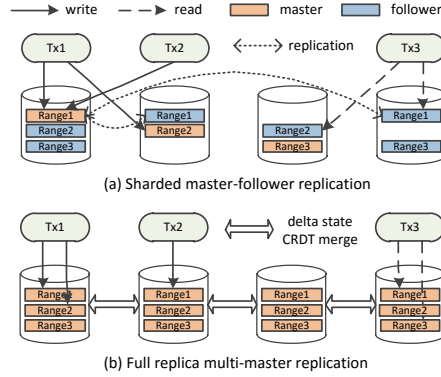 write read master follower
Tx1 Tx2 replication Tx3
Range1 Range1 Range1
Range2 Range2 Range2
Range3 Range3 Range3
(a) Sharded master-follower replication
Tx1 Tx2 delta state Tx3
CRDT merge
Range1 Range1 Range1 Range1
Range2 Range2 Range2 Range2
Range3 Range3 Range3 Range3
(b) Full replica multi-master replication